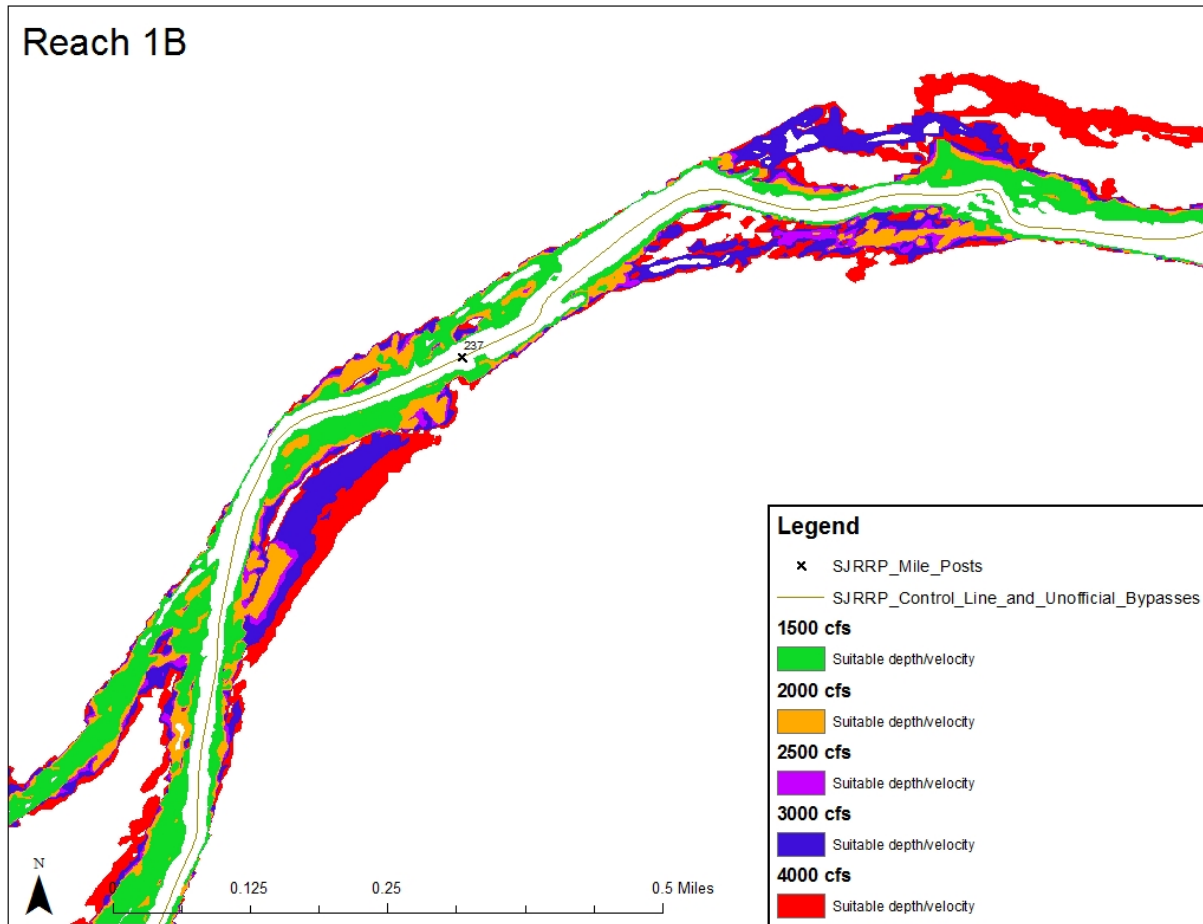 Reach 1B
237
Legend
SJRRP_Mile_Posts
SJRRP_Control_Line_and_Unofficial_Bypasses
1500 cfs
Suitable depth/velocity
2000 cfs
Suitable depth/velocity
2500 cfs
Suitable depth/velocity
3000 cfs
Suitable depth/velocity
4000 cfs
Suitable depth/velocity
N
0 0.125 0.25 0.5 Miles